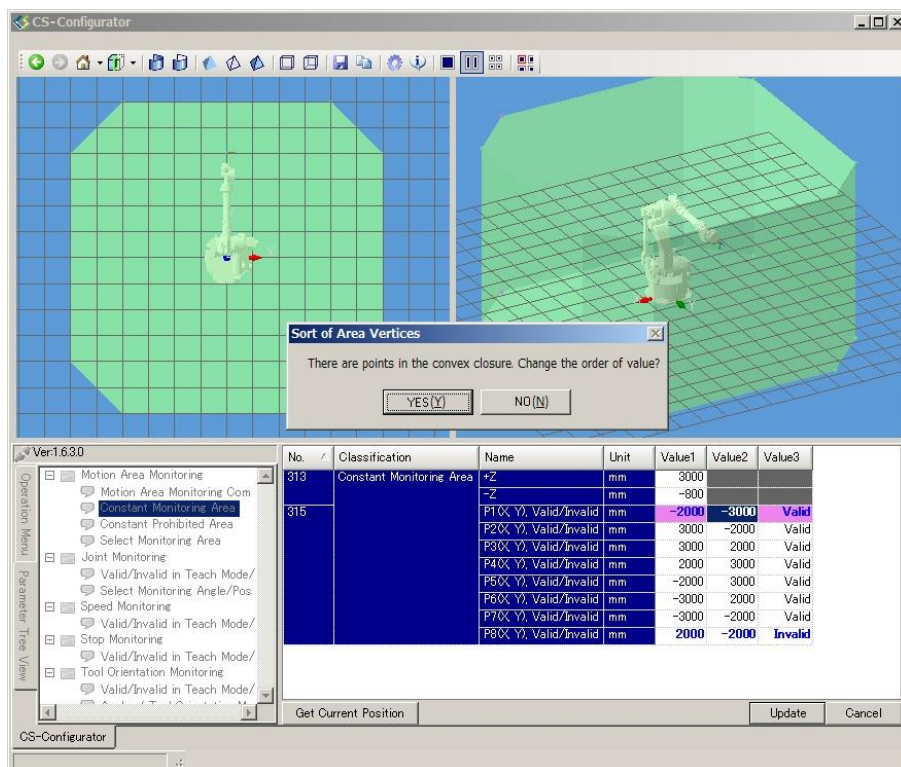 CS-Configurator
Sort of Area Vertices
There are points in the convex closure. Change the order of value?
YES(Y)
NO(N)
Ver:1.6.3.0
Operation Menu
Parameter Tree View
Motion Area Monitoring
Motion Area Monitoring Com
Constant Monitoring Area
Constant Prohibited Area
Select Monitoring Area
Joint Monitoring
Valid/Invalid in Teach Mode/
Select Monitoring Angle/Pos
Speed Monitoring
Valid/Invalid in Teach Mode/
Stop Monitoring
Valid/Invalid in Teach Mode/
Tool Orientation Monitoring
Valid/Invalid in Teach Mode/
No. Classification Name Unit Value1 Value2 Value3
313 Constant Monitoring Area +Z mm 3000
-Z mm -800
315 P1(X, Y), Valid/Invalid mm -2000 -3000 Valid
P2(X, Y), Valid/Invalid mm 3000 -2000 Valid
P3(X, Y), Valid/Invalid mm 3000 2000 Valid
P4(X, Y), Valid/Invalid mm 2000 3000 Valid
P5(X, Y), Valid/Invalid mm -2000 3000 Valid
P6(X, Y), Valid/Invalid mm -3000 2000 Valid
P7(X, Y), Valid/Invalid mm -3000 -2000 Valid
P8(X, Y), Valid/Invalid mm 2000 -2000 Invalid
Get Current Position
Update
Cancel
CS-Configurator